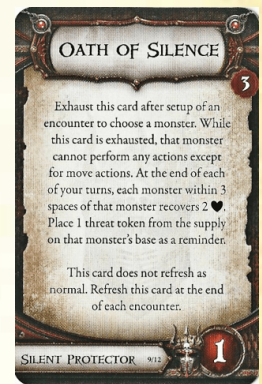 OATH OF SILENCE
3
Exhaust this card after setup of an
encounter to choose a monster. While
this card is exhausted, that monster
cannot perform any actions except
for move actions. At the end of each
of your turns, each monster within 3
spaces of that monster recovers 2 ♥.
Place 1 threat token from the supply
on that monster's base as a reminder.
This card does not refresh as
normal. Refresh this card at the end
of each encounter.
SILENT PROTECTOR 9/12 1